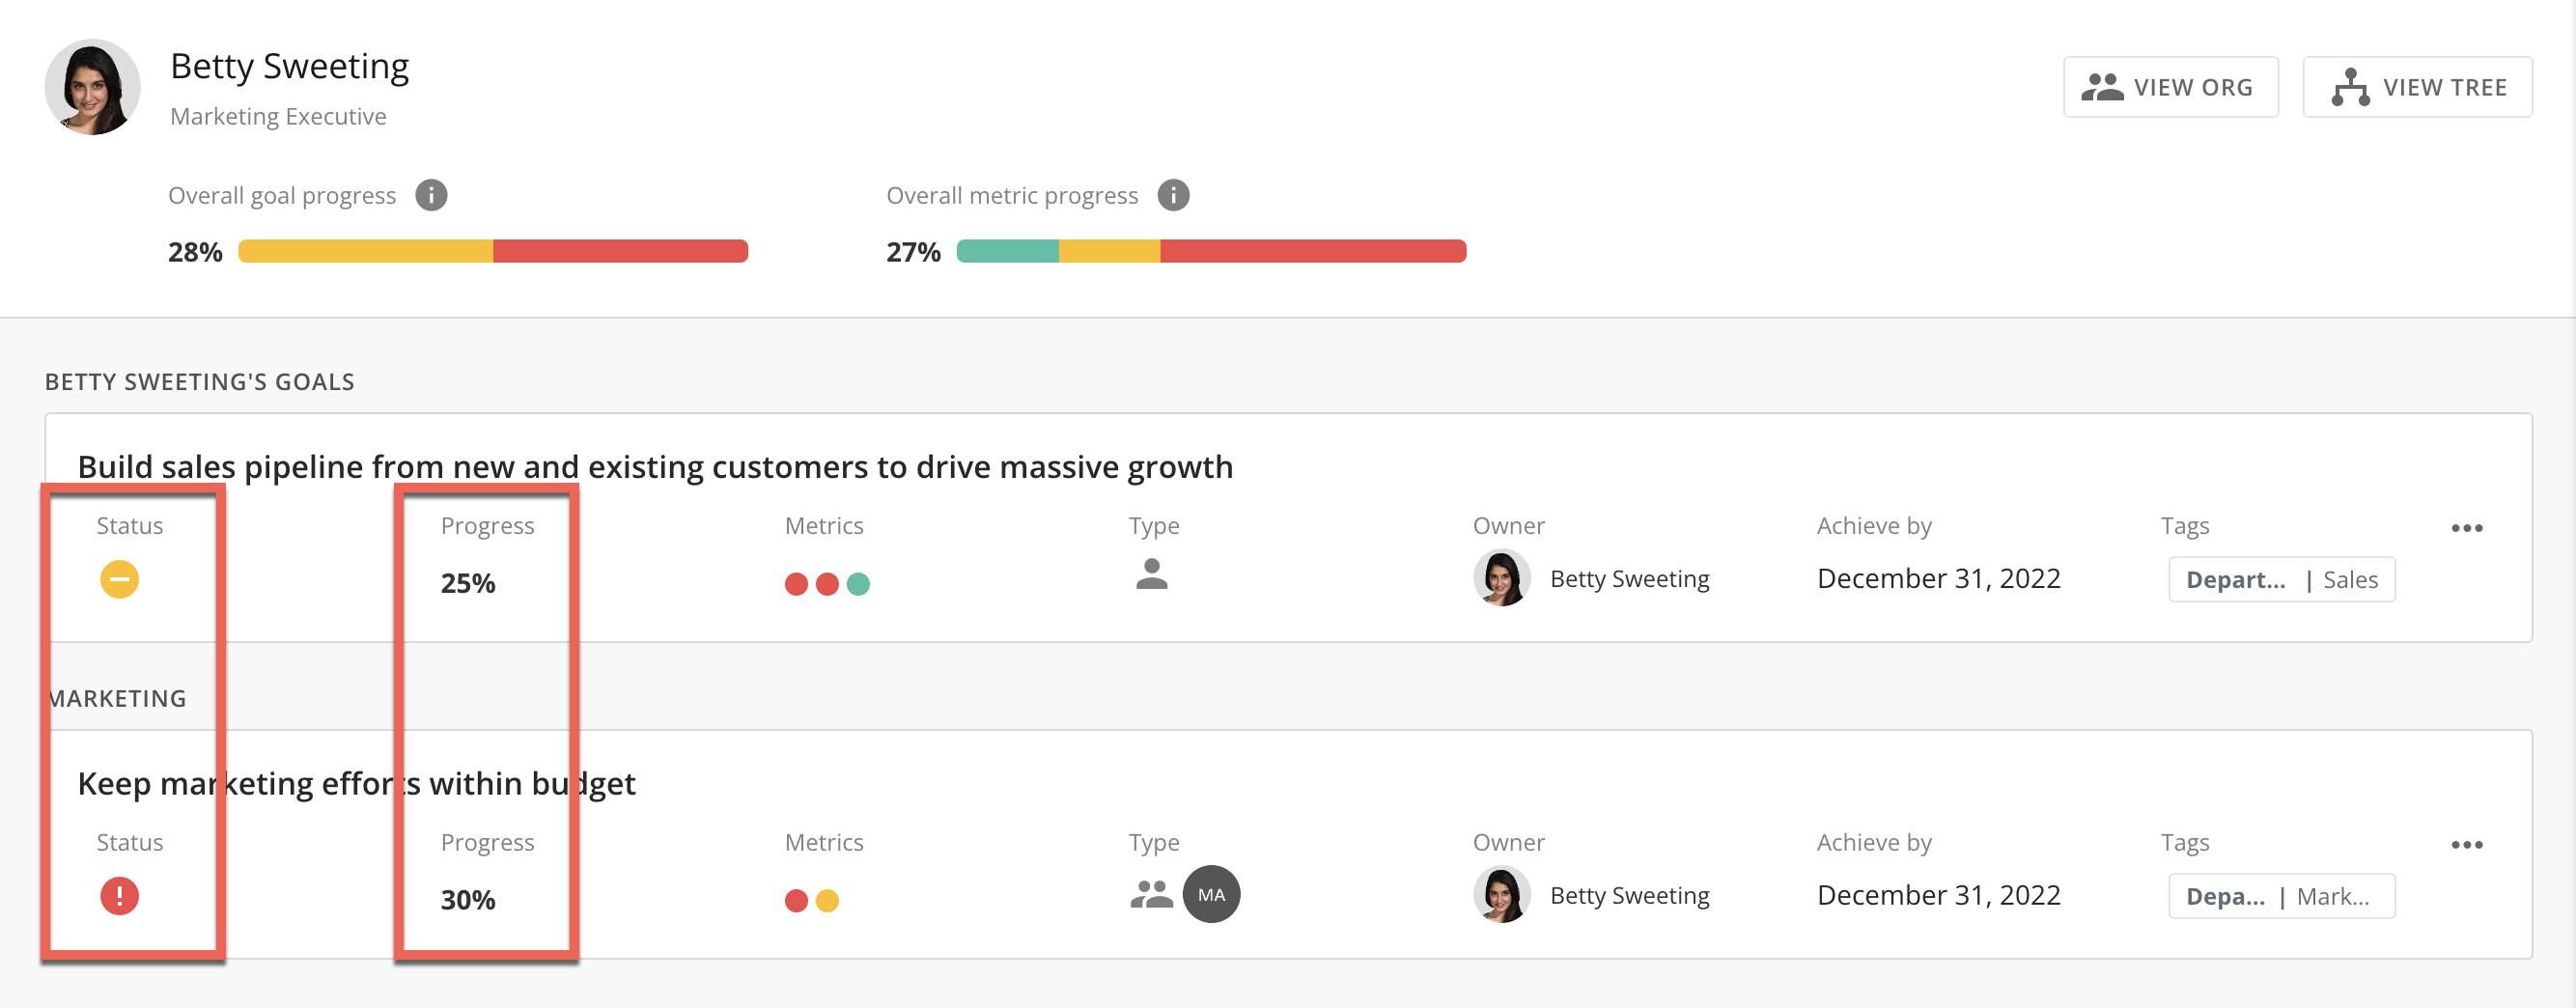 Betty Sweeting
Marketing Executive
VIEW ORG
VIEW TREE
Overall goal progress
Overall metric progress
28%
27%
BETTY SWEETING'S GOALS
Build sales pipeline from new and existing customers to drive massive growth
Status Progress Metrics Type Owner Achieve by Tags
25% Betty Sweeting December 31, 2022 Depart... | Sales
MARKETING
Keep marketing efforts within budget
Status Progress Metrics Type Owner Achieve by Tags
! 30% MA Betty Sweeting December 31, 2022 Depa... | Mark...